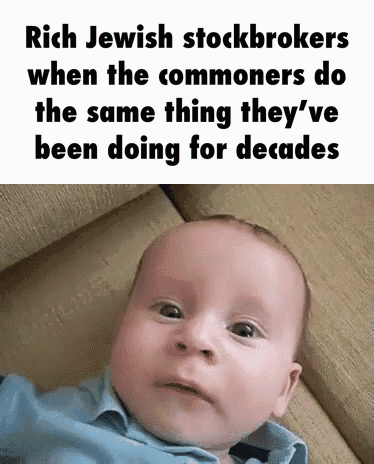 Rich Jewish stockbrokers
when the commoners do
the same thing they've
been doing for decades